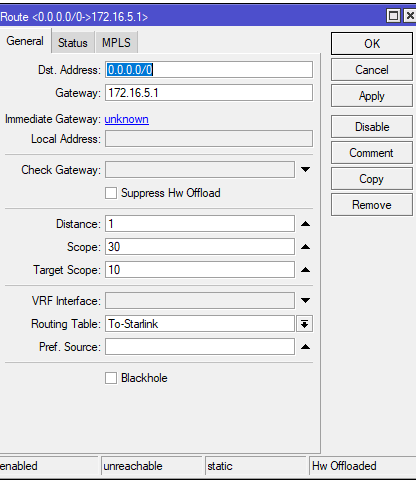 Route <0.0.0.0/0->172.16.5.1>
General Status MPLS
OK
Dst. Address: 0.0.0.0/0
Cancel
Gateway: 172.16.5.1
Apply
Immediate Gateway: unknown
Disable
Local Address:
Comment
Check Gateway:
Copy
Suppress Hw Offload
Remove
Distance: 1
Scope: 30
Target Scope: 10
VRF Interface:
Routing Table: To-Starlink
Pref. Source:
Blackhole
enabled unreachable static Hw Offloaded